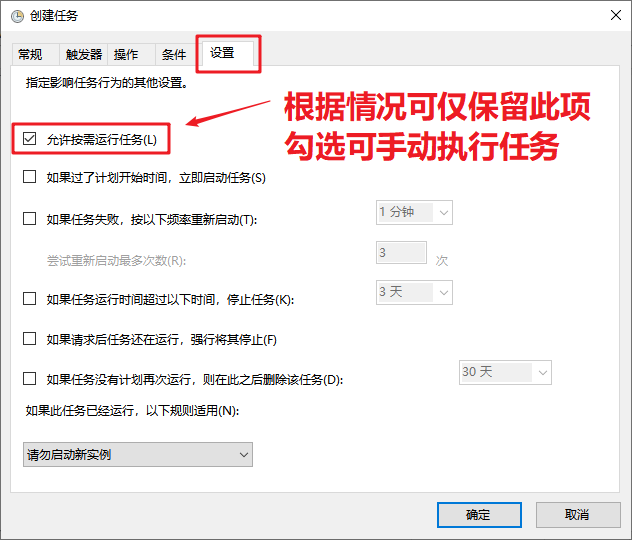 创建任务
常规 触发器 操作 条件 设置
指定影响任务行为的其他设置。
根据情况可仅保留此项
勾选可手动执行任务
允许按需运行任务(L)
如果过了计划开始时间，立即启动任务(S)
如果任务失败，按以下频率重新启动(T): 1 分钟
尝试重新启动最多次数(R): 3 次
如果任务运行时间超过以下时间，停止任务(K): 3 天
如果请求后任务还在运行，强行将其停止(F)
如果任务没有计划再次运行，则在此之后删除该任务(D): 30 天
如果此任务已经运行，以下规则适用(N):
请勿启动新实例
确定 取消